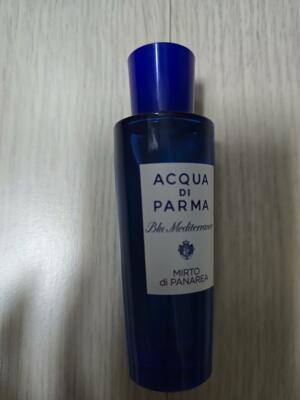 ACQUA
DI
PARMA
Blu Mediterraneo
MIRTO
di PANAREA